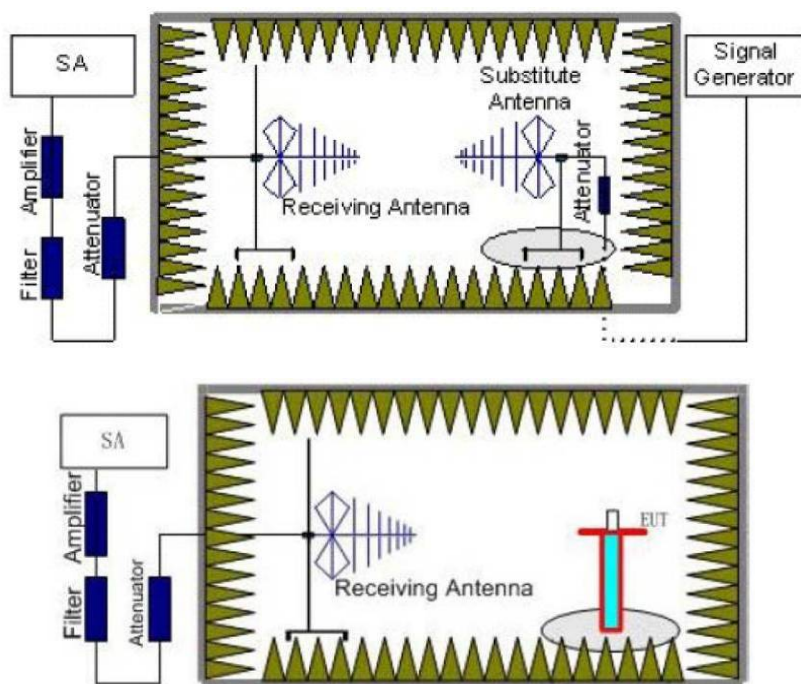 SA
Signal
Generator
Substitute
Antenna
Amplifier
Attenuator
Filter
Receiving Antenna
Attenuator
SA
Amplifier
Filter
Attenuator
Receiving Antenna
EUT